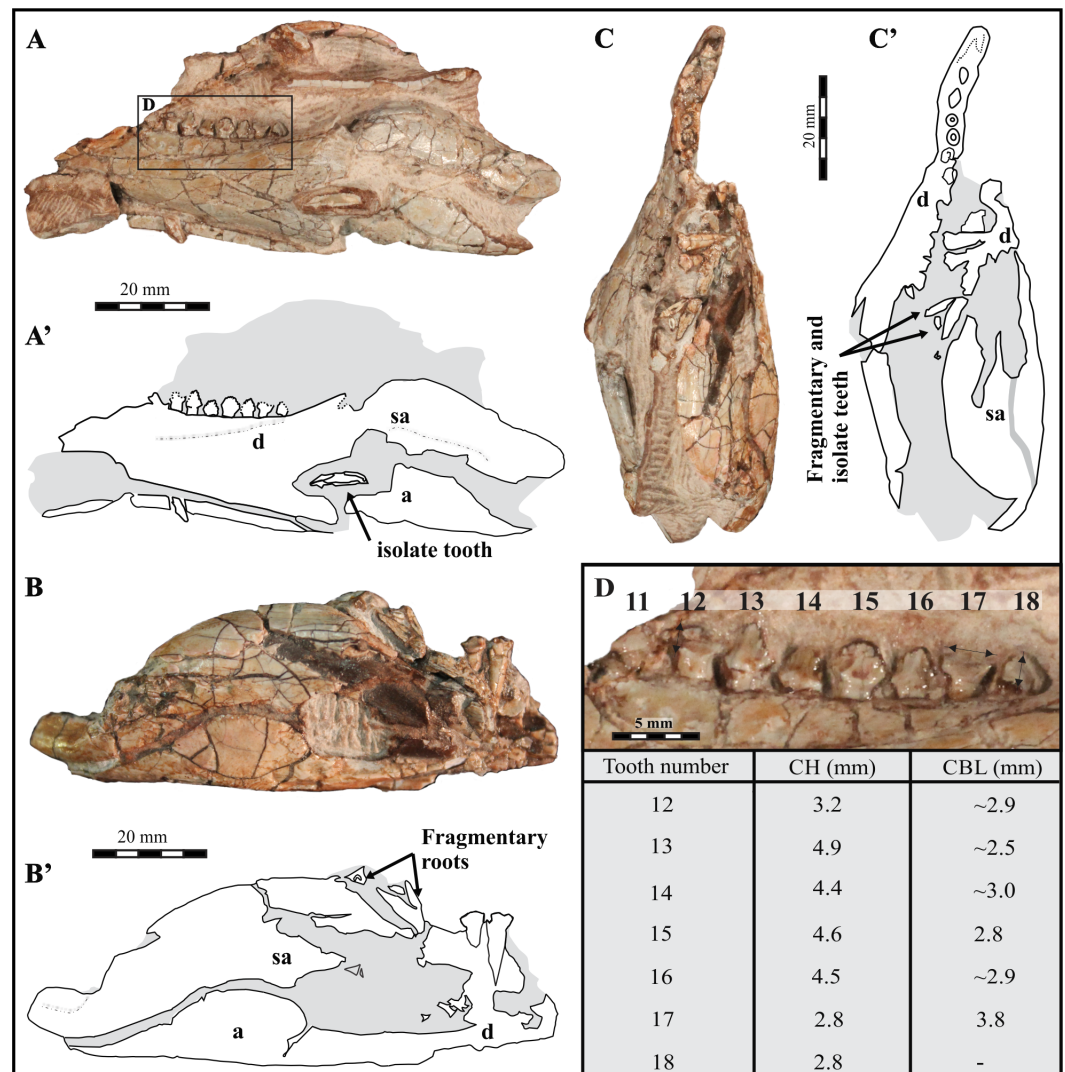 A
D
20 mm
A’
sa
d
a
isolate tooth
B
20 mm
Fragmentary
roots
B’
sa
a
d
C
C’
20 mm
d
d
Fragmentary and
isolate teeth
sa
D
11 12 13 14 15 16 17 18
5 mm
Tooth number CH (mm) CBL (mm)
12 3.2 ~2.9
13 4.9 ~2.5
14 4.4 ~3.0
15 4.6 2.8
16 4.5 ~2.9
17 2.8 3.8
18 2.8 -